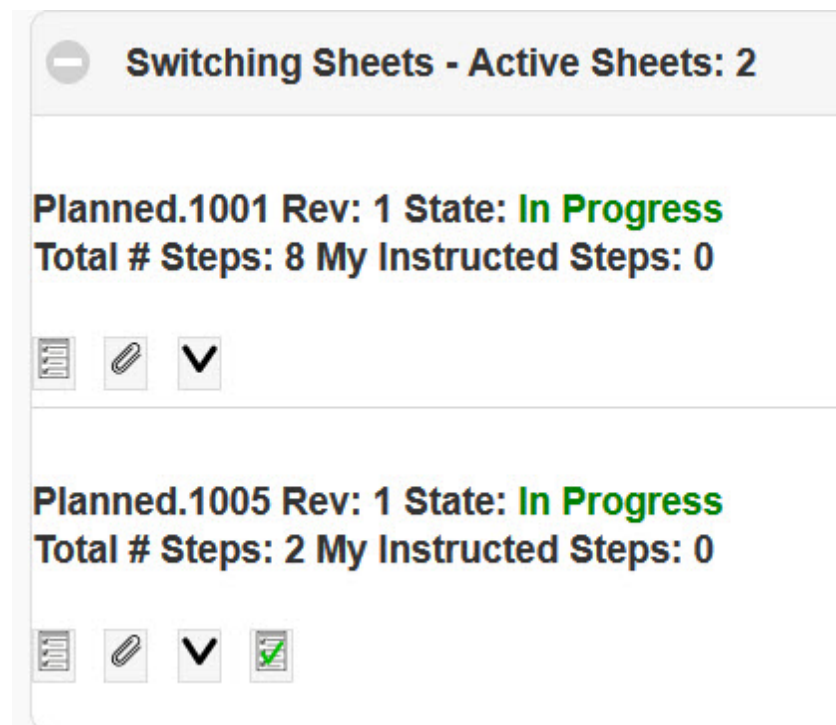 Switching Sheets - Active Sheets: 2
Planned.1001 Rev: 1 State: In Progress
Total # Steps: 8 My Instructed Steps: 0
Planned.1005 Rev: 1 State: In Progress
Total # Steps: 2 My Instructed Steps: 0